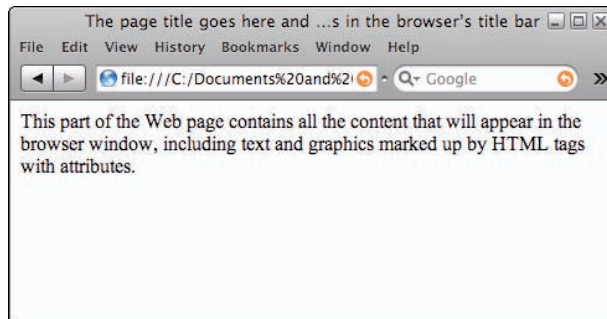 The page title goes here and ...s in the browser's title bar
File Edit View History Bookmarks Window Help
file:///C:/Documents%20and%2 Google
This part of the Web page contains all the content that will appear in the
browser window, including text and graphics marked up by HTML tags
with attributes.